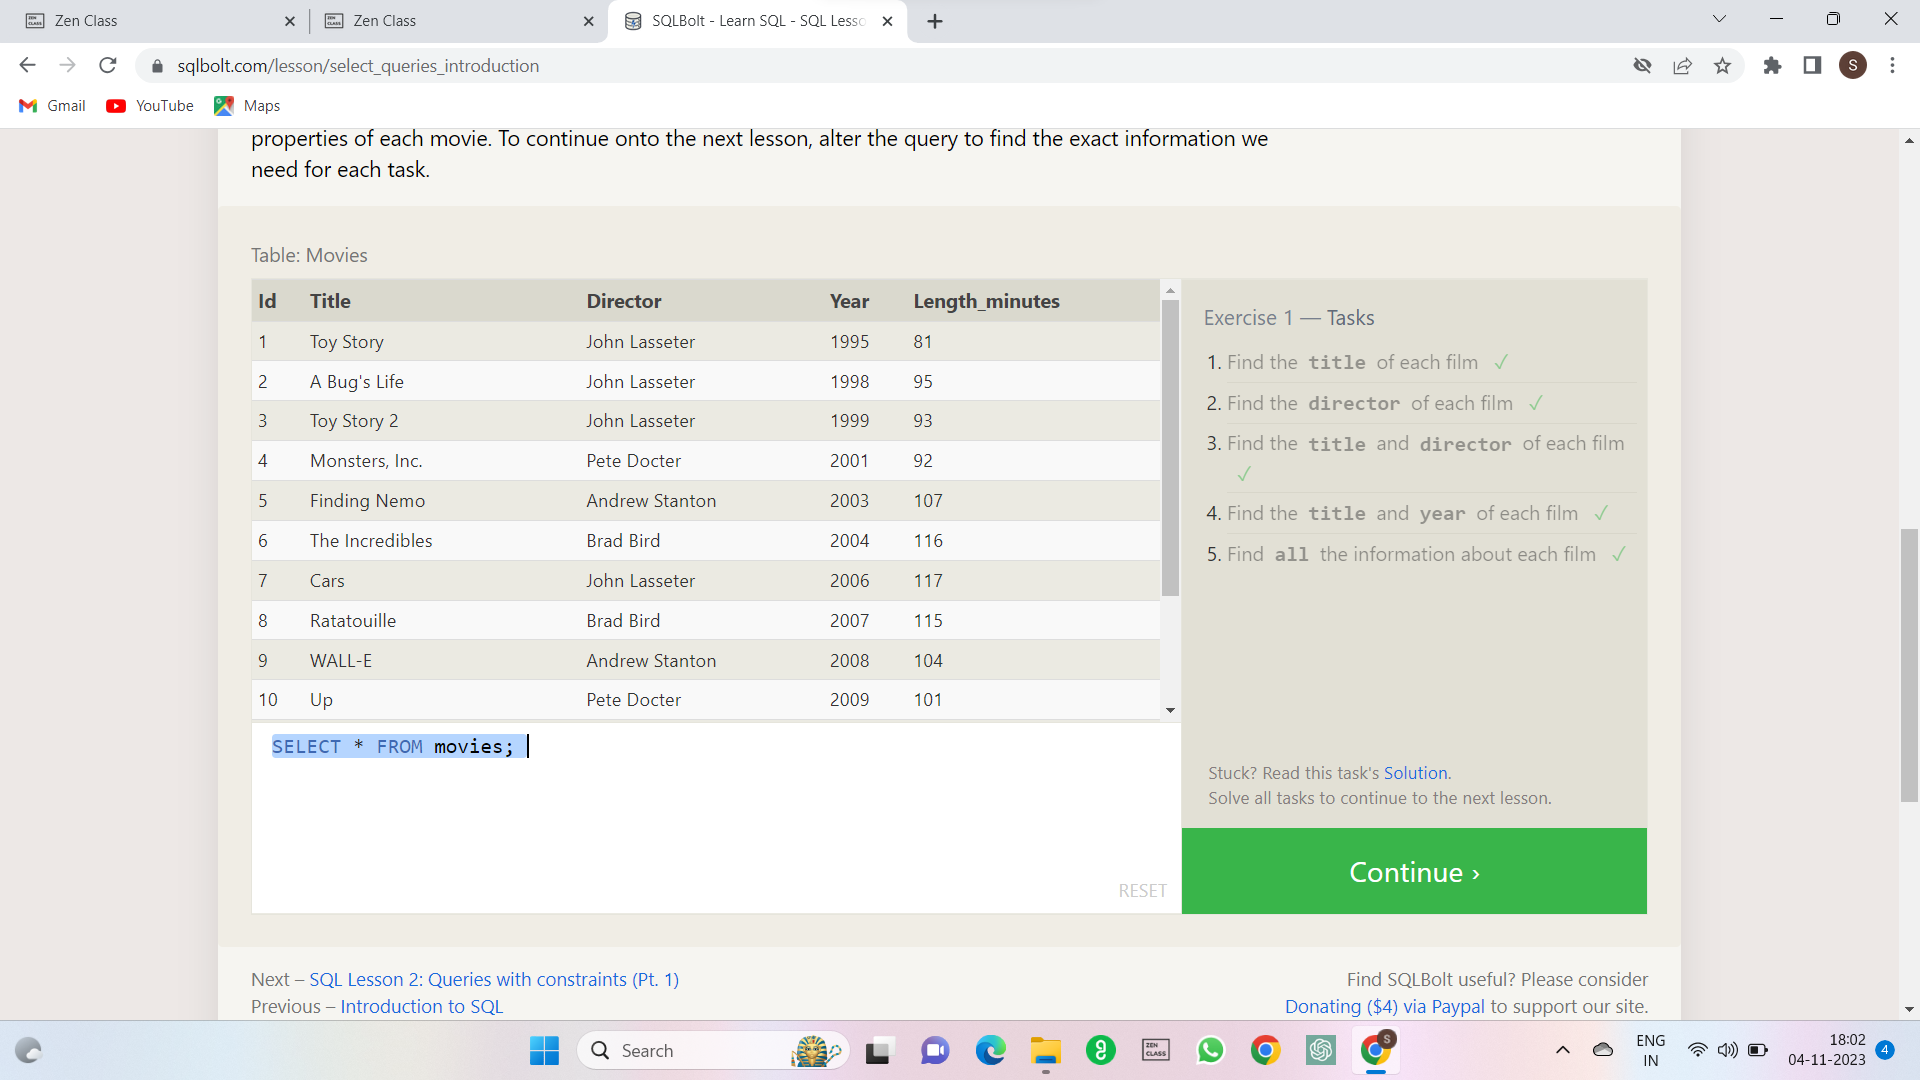 Zen Class
Zen Class
SQLBolt - Learn SQL - SQL Lesso
sqlbolt.com/lesson/select_queries_introduction
S
Gmail
YouTube
Maps
properties of each movie. To continue onto the next lesson, alter the query to find the exact information we
need for each task.
Table: Movies
Id Title Director Year Length_minutes
1 Toy Story John Lasseter 1995 81
2 A Bug's Life John Lasseter 1998 95
3 Toy Story 2 John Lasseter 1999 93
4 Monsters, Inc. Pete Docter 2001 92
5 Finding Nemo Andrew Stanton 2003 107
6 The Incredibles Brad Bird 2004 116
7 Cars John Lasseter 2006 117
8 Ratatouille Brad Bird 2007 115
9 WALL-E Andrew Stanton 2008 104
10 Up Pete Docter 2009 101
SELECT * FROM movies;
RESET
Exercise 1 — Tasks
1. Find the title of each film ✓
2. Find the director of each film ✓
3. Find the title and director of each film
✓
4. Find the title and year of each film ✓
5. Find all the information about each film ✓
Stuck? Read this task's Solution.
Solve all tasks to continue to the next lesson.
Continue ›
Next – SQL Lesson 2: Queries with constraints (Pt. 1)
Previous – Introduction to SQL
Find SQLBolt useful? Please consider
Donating ($4) via Paypal to support our site.
Search
ZEN
CLASS
S
ENG
IN
18:02
04-11-2023
4